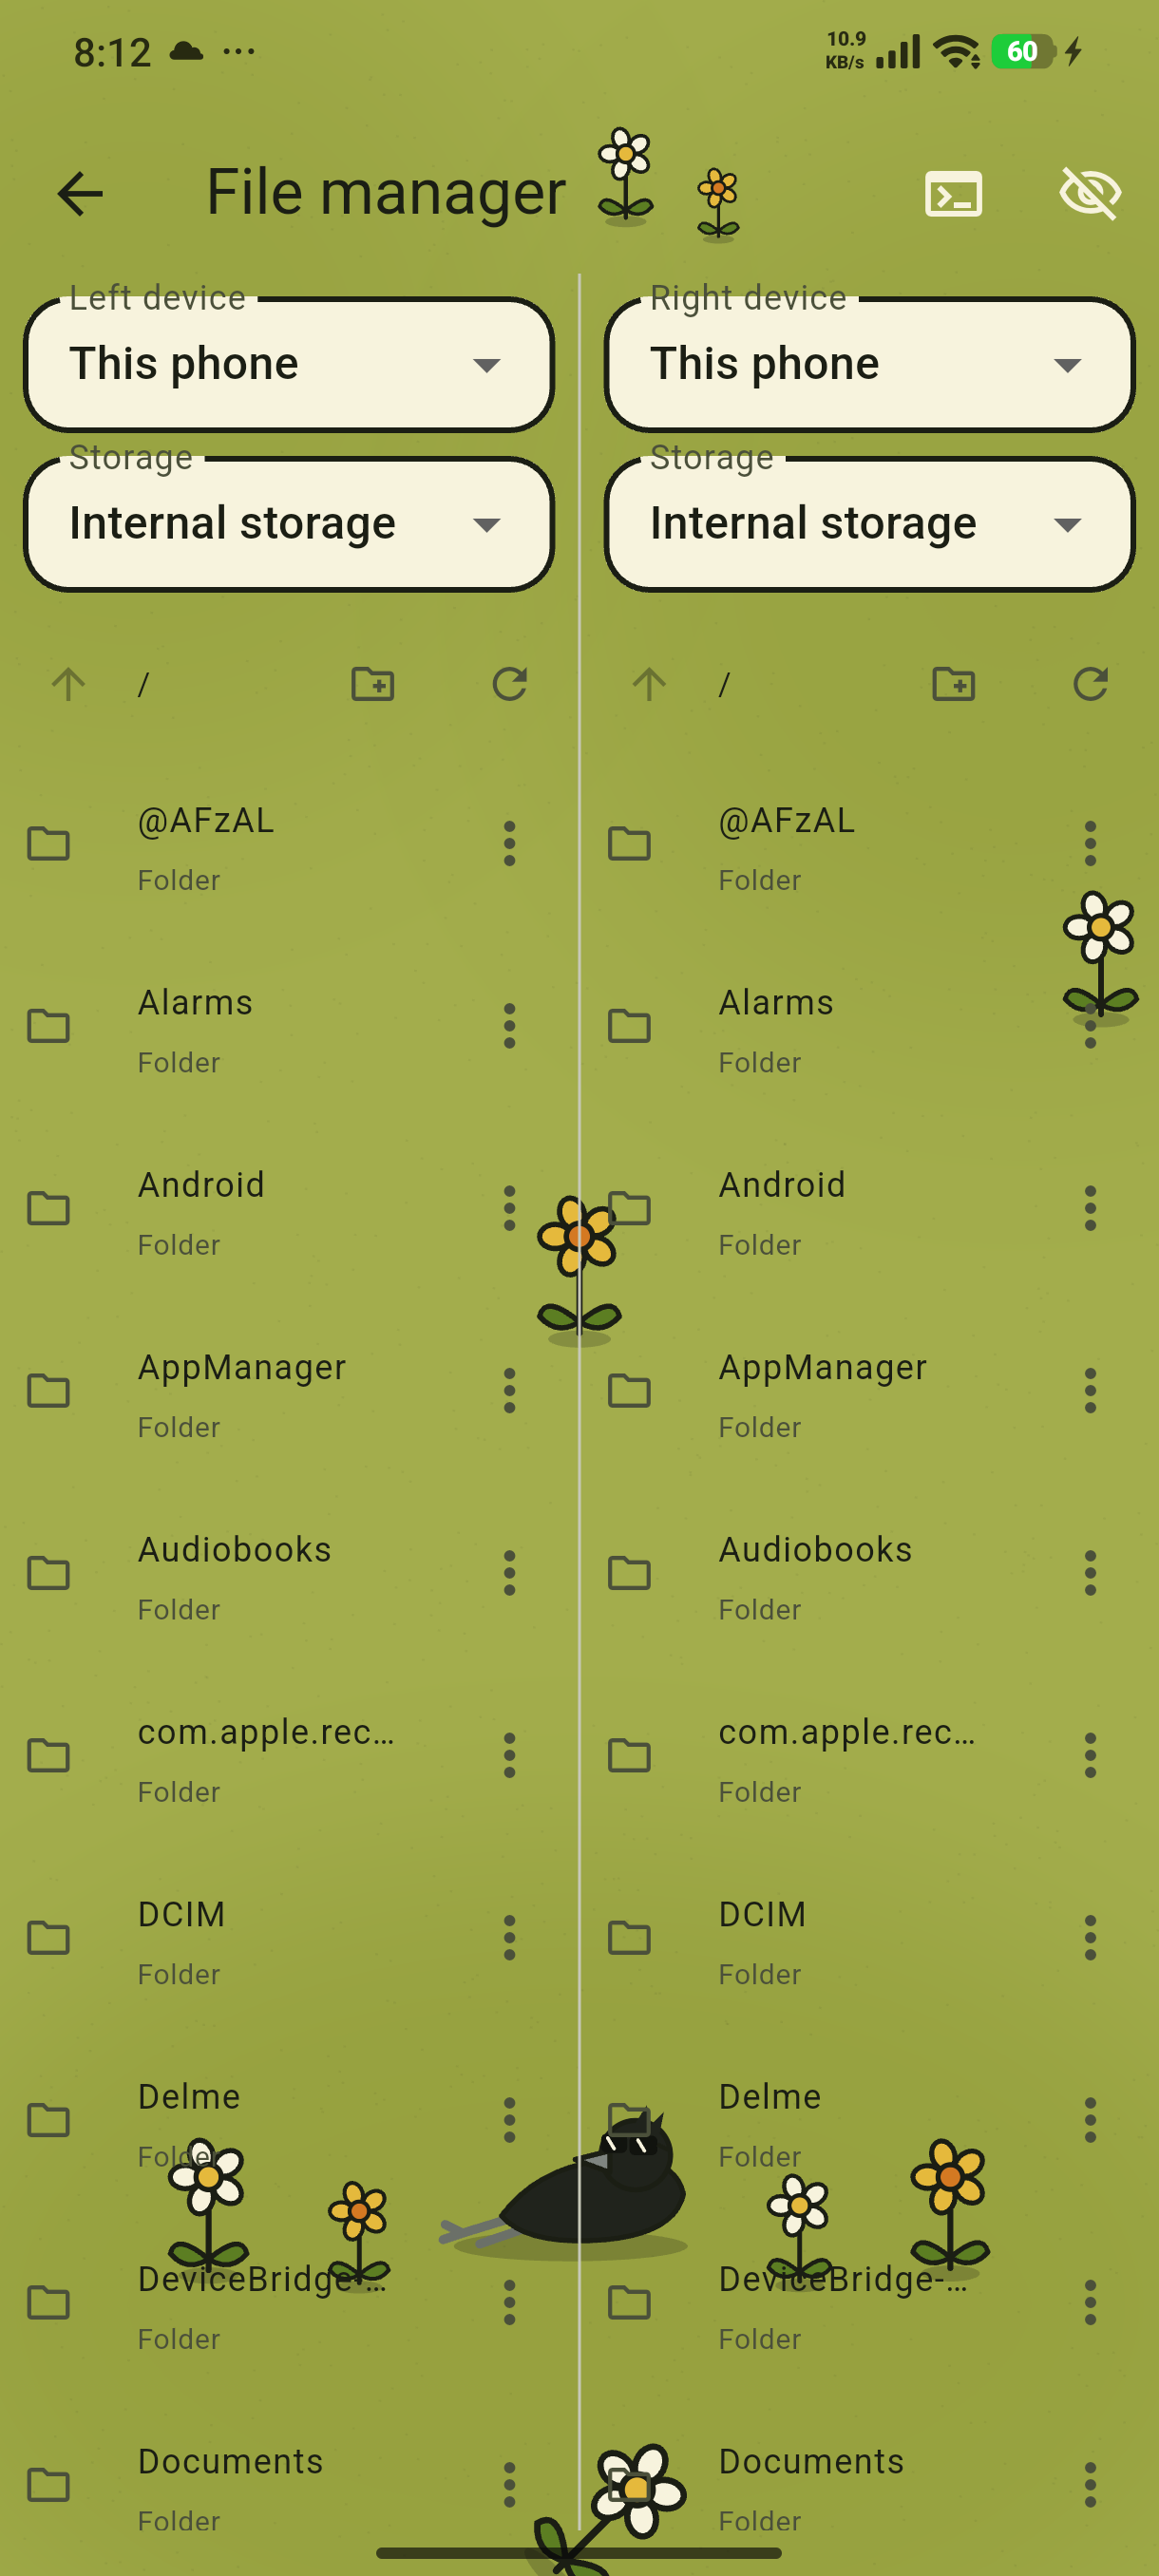 8:12
10.9
KB/s
60
File manager
Left device
This phone
Storage
Internal storage
/
@AFzAL
Folder
Alarms
Folder
Android
Folder
AppManager
Folder
Audiobooks
Folder
com.apple.rec…
Folder
DCIM
Folder
Delme
Folder
DeviceBridge-…
Folder
Documents
Folder
Right device
This phone
Storage
Internal storage
/
@AFzAL
Folder
Alarms
Folder
Android
Folder
AppManager
Folder
Audiobooks
Folder
com.apple.rec…
Folder
DCIM
Folder
Delme
Folder
DeviceBridge-…
Folder
Documents
Folder